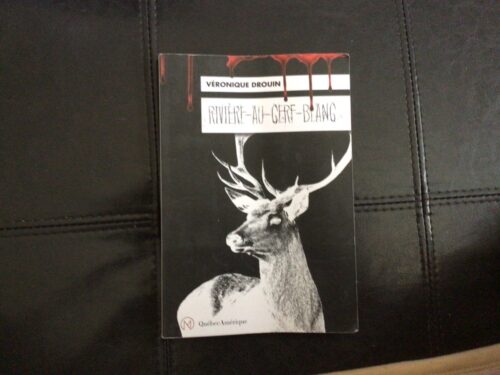 VÉRONIQUE DROUIN
RIVIÈRE-AU-CERF-BLANC
Québec Amérique